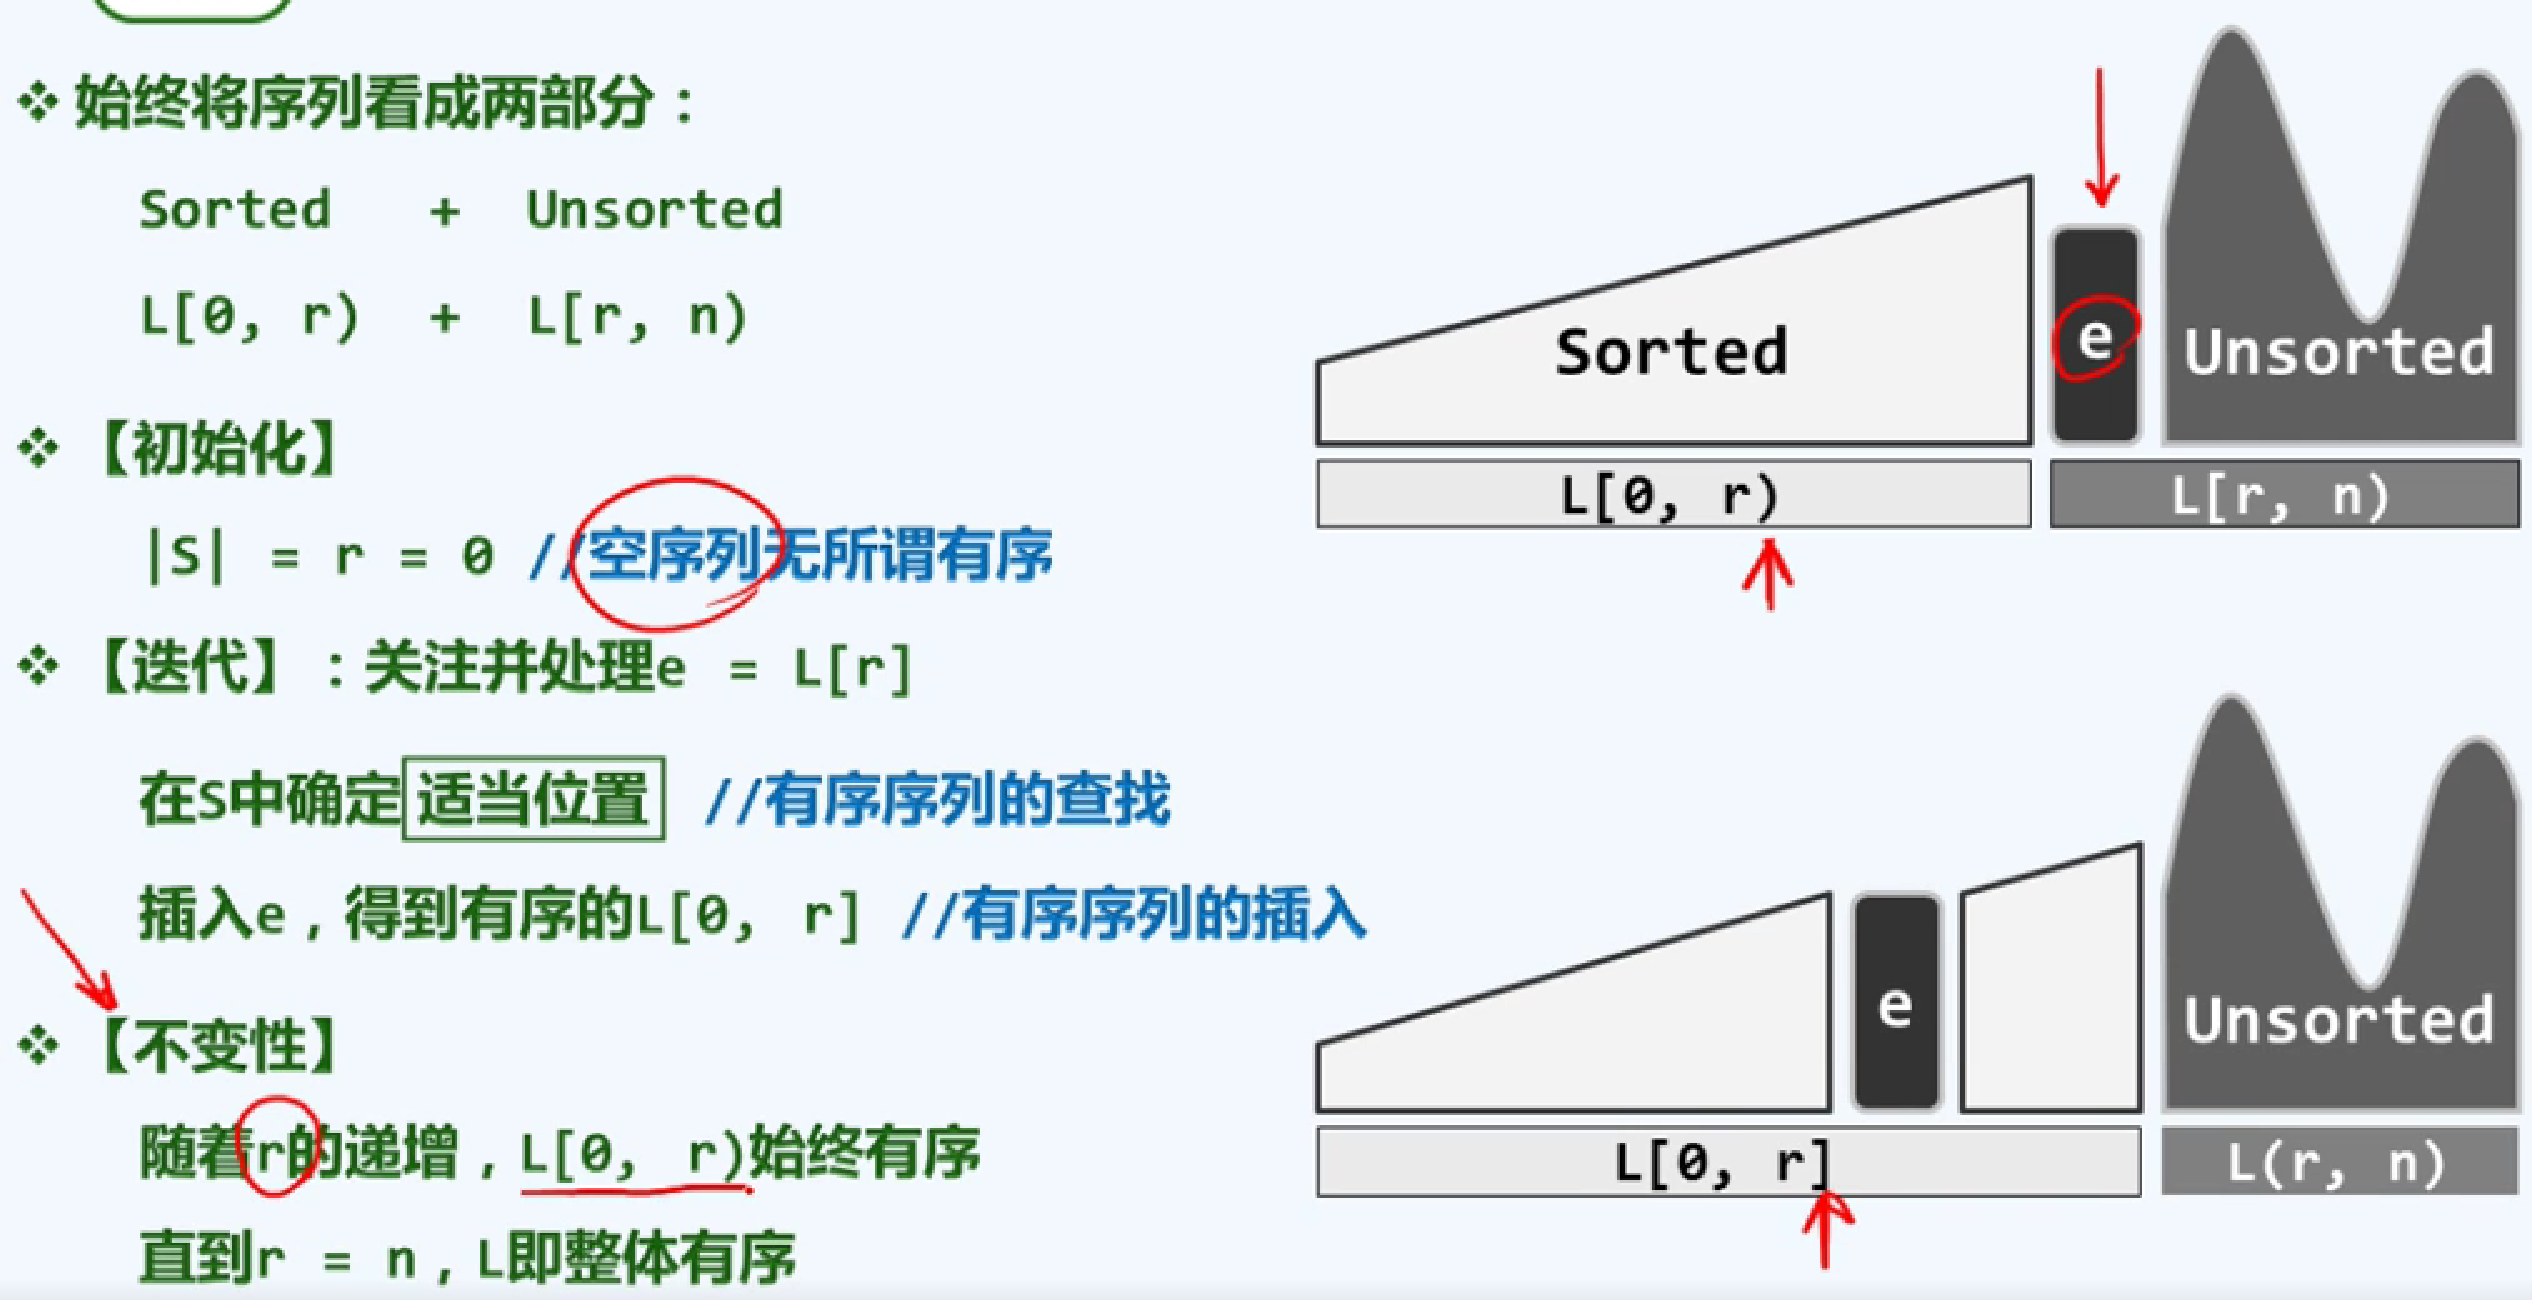 ❖ 始终将序列看成两部分：
Sorted + Unsorted
L[0, r) + L[r, n)
❖ 【初始化】
|S| = r = 0 //空序列无所谓有序
❖ 【迭代】：关注并处理e = L[r]
在S中确定适当位置 //有序序列的查找
插入e，得到有序的L[0, r] //有序序列的插入
❖ 【不变性】
随着r的递增，L[0, r)始终有序
直到r = n，L即整体有序
Sorted
e
Unsorted
L[0, r)
L[r, n)
e
Unsorted
L[0, r]
L(r, n)